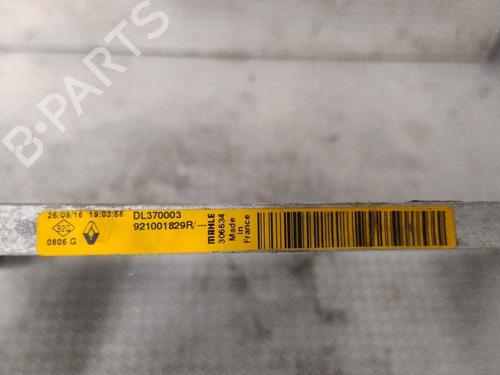 26/09/16 19:03:56
DL370003
921001829R/---
0806 G
MAHLE
306634
Made
in
France
B-PARTS